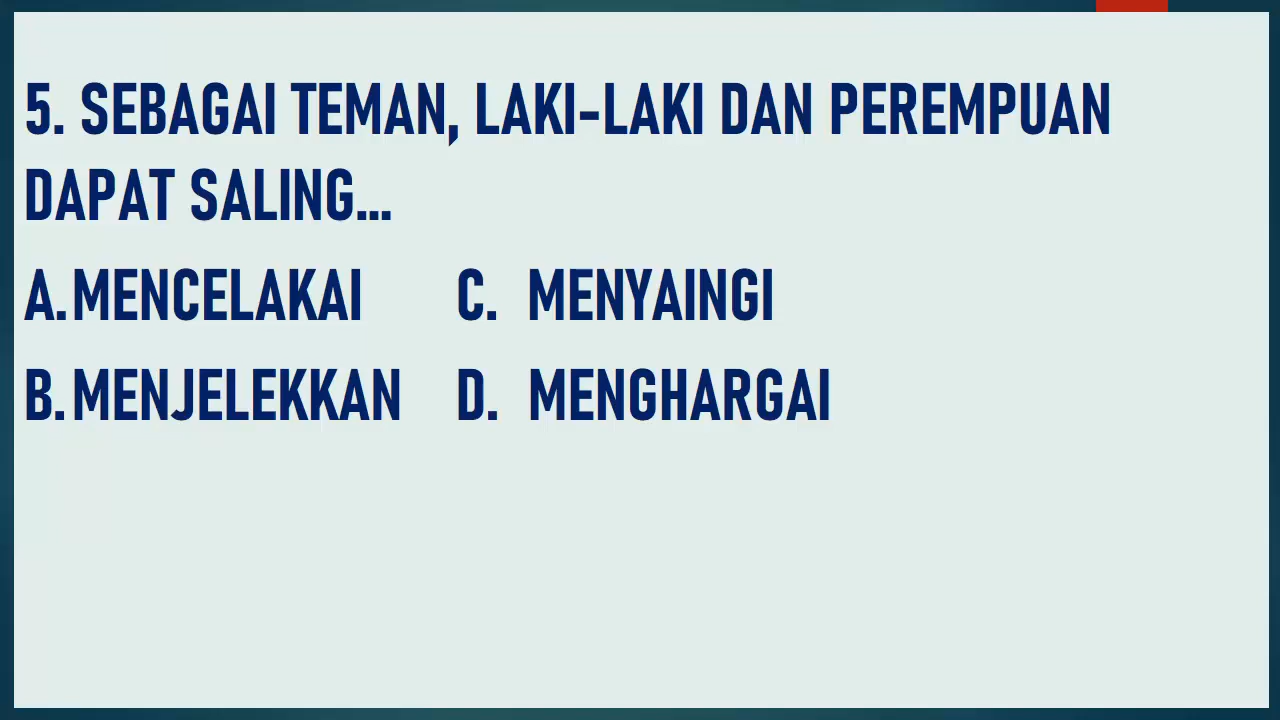 5. SEBAGAI TEMAN, LAKI-LAKI DAN PEREMPUAN
DAPAT SALING...
A. MENCELAKAI C. MENYAINGI
B. MENJELEKKAN D. MENGHARGAI